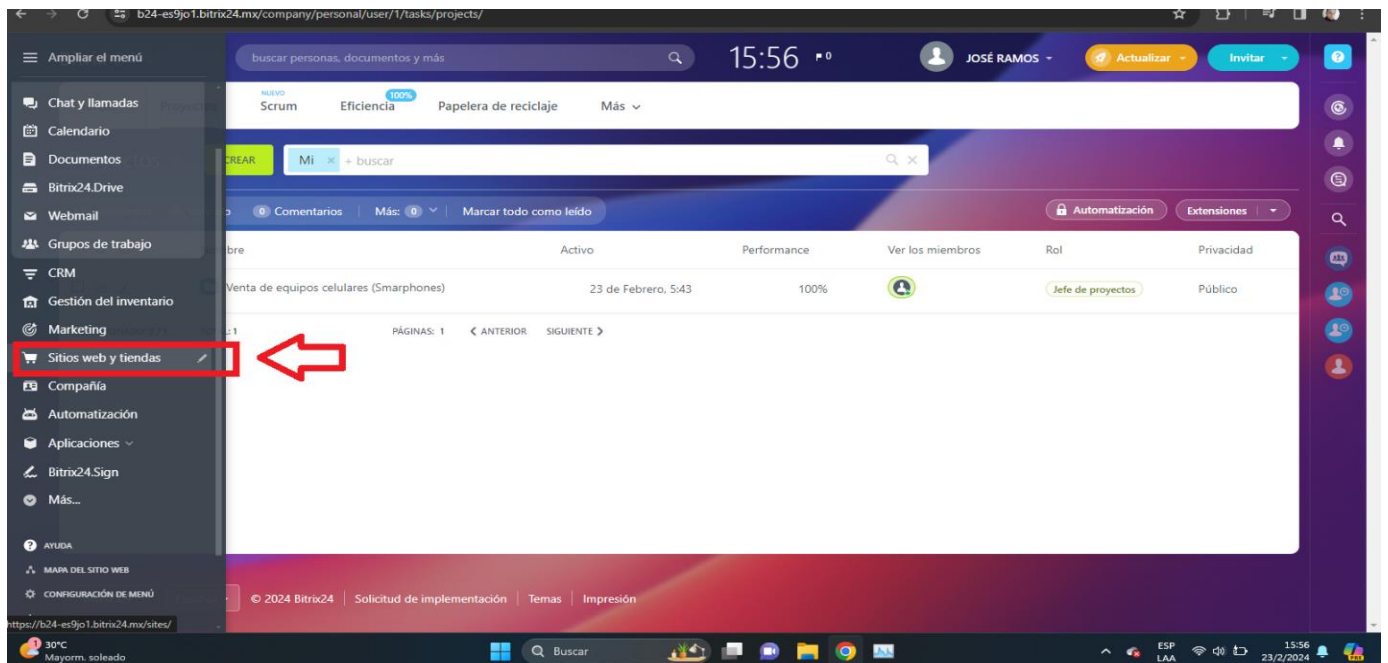 b24-es9jo1.bitrix24.mx/company/personal/user/1/tasks/projects/
Ampliar el menú
buscar personas, documentos y más
15:56
0
JOSÉ RAMOS
Actualizar
Invitar
Chat y llamadas
Calendario
Documentos
Bitrix24.Drive
Webmail
Grupos de trabajo
CRM
Gestión del inventario
Marketing
Sitios web y tiendas
Compañía
Automatización
Aplicaciones
Bitrix24.Sign
Más...
AYUDA
MAPA DEL SITIO WEB
CONFIGURACIÓN DE MENÚ
NUEVO
Scrum
100%
Eficiencia
Papelera de reciclaje
Más
CREAR
Mi × + buscar
0 Comentarios
Más: 0
Marcar todo como leído
Automatización
Extensiones
bre
Activo
Performance
Ver los miembros
Rol
Privacidad
Venta de equipos celulares (Smarphones)
23 de Febrero, 5:43
100%
Jefe de proyectos
Público
: 1
PÁGINAS: 1
ANTERIOR
SIGUIENTE
© 2024 Bitrix24
Solicitud de implementación
Temas
Impresión
https://b24-es9jo1.bitrix24.mx/sites/
1
30°C
Mayorm. soleado
Buscar
ESP
LAA
15:56
23/2/2024